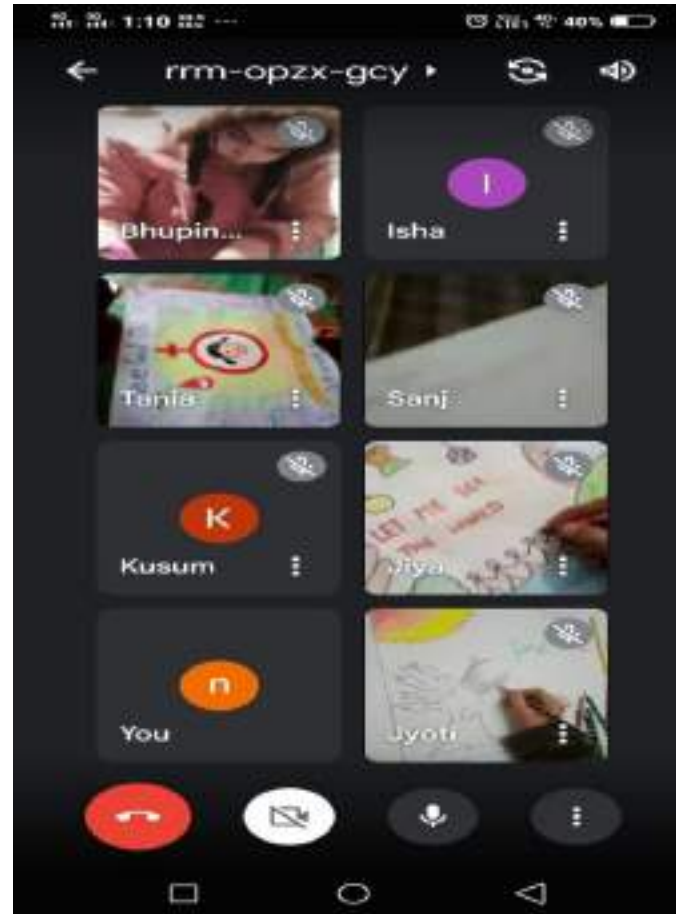 1:10
40%
rrm-opzx-gcy
Bhupin...
I
Isha
Tania
Sanj
K
Kusum
LET ME SEE
THE WORLD
Jiya
n
You
Jyoti